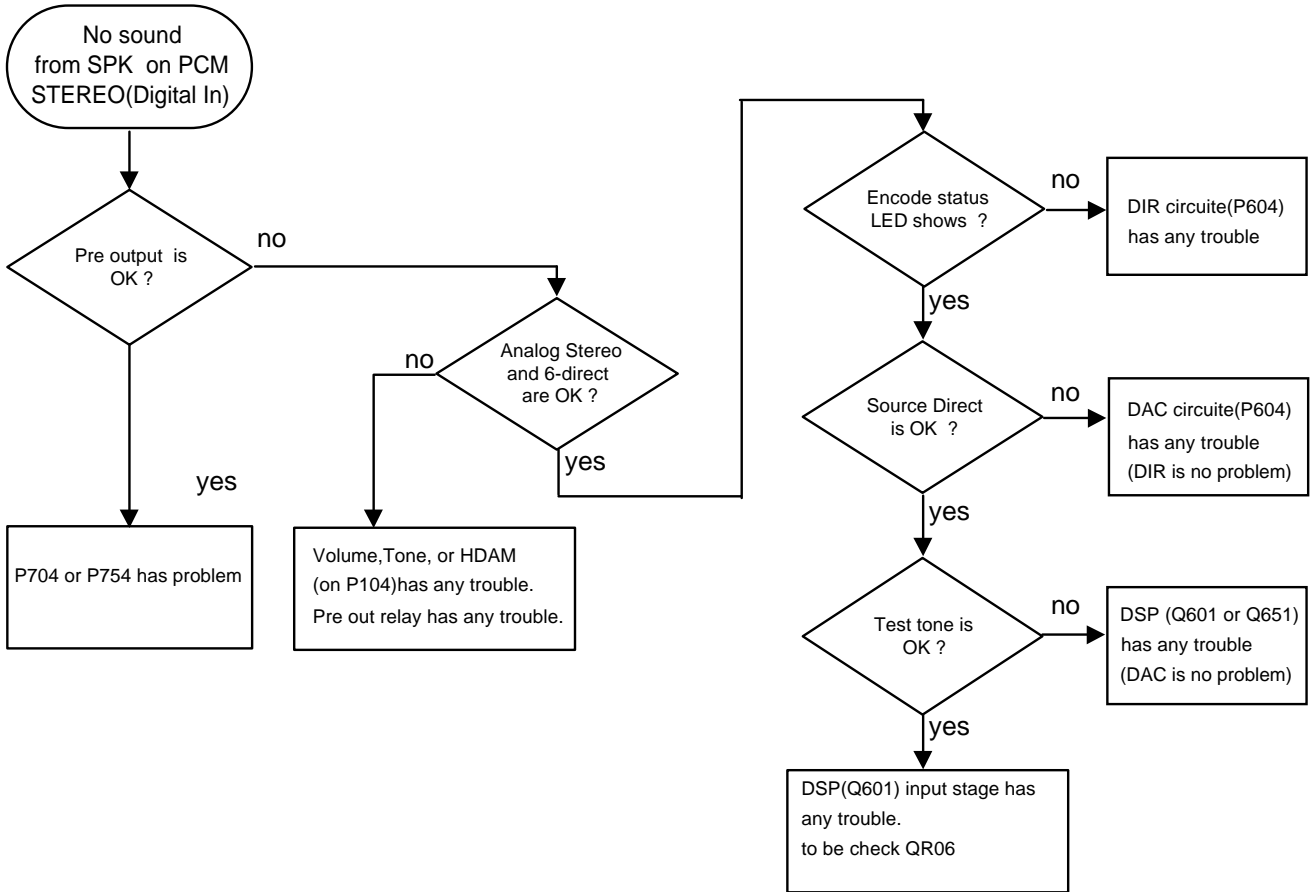 No sound
from SPK on PCM
STEREO(Digital In)
Pre output is
OK ?
no
yes
P704 or P754 has problem
Analog Stereo
and 6-direct
are OK ?
no
yes
Volume,Tone, or HDAM
(on P104)has any trouble.
Pre out relay has any trouble.
Encode status
LED shows ?
no
DIR circuite(P604)
has any trouble
yes
Source Direct
is OK ?
no
DAC circuite(P604)
has any trouble
(DIR is no problem)
yes
Test tone is
OK ?
no
DSP (Q601 or Q651)
has any trouble
(DAC is no problem)
yes
DSP(Q601) input stage has
any trouble.
to be check QR06